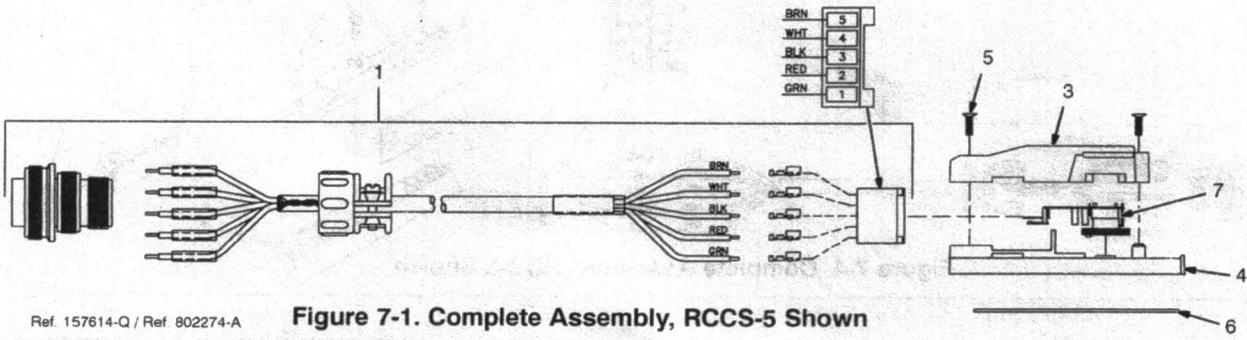 BRN 5
WHT 4
BLK 3
RED 2
GRN 1
1
5
3
BRN
WHT
BLK
RED
GRN
7
4
6
Ref. 157614-Q / Ref. 802274-A
Figure 7-1. Complete Assembly, RCCS-5 Shown